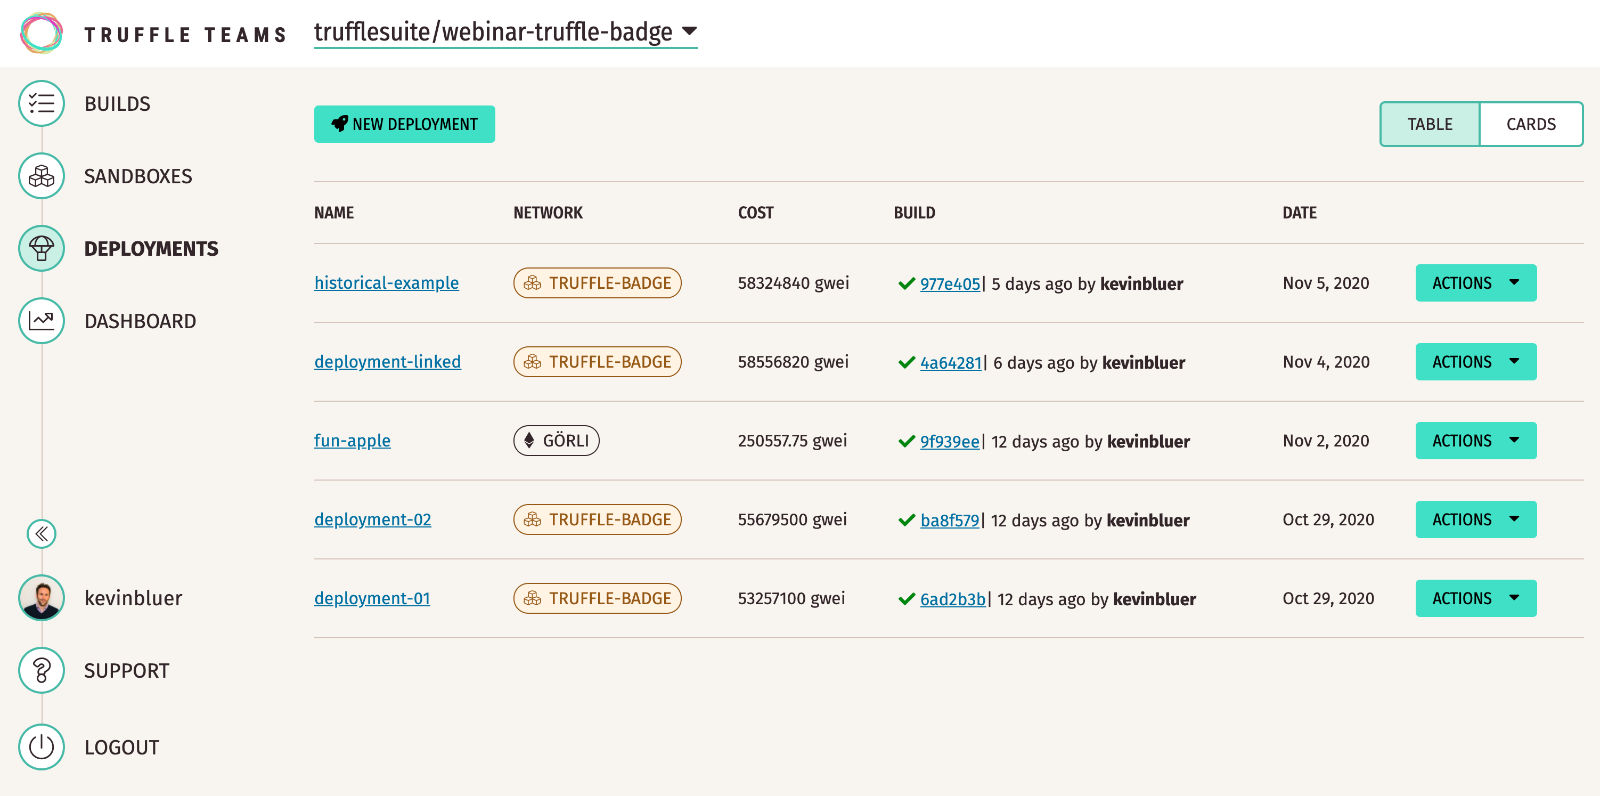 TRUFFLE TEAMS trufflesuite/webinar-truffle-badge
BUILDS
SANDBOXES
DEPLOYMENTS
DASHBOARD
kevinbluer
SUPPORT
LOGOUT
NEW DEPLOYMENT TABLE CARDS
NAME NETWORK COST BUILD DATE
historical-example TRUFFLE-BADGE 58324840 gwei 977e405| 5 days ago by kevinbluer Nov 5, 2020 ACTIONS
deployment-linked TRUFFLE-BADGE 58556820 gwei 4a64281| 6 days ago by kevinbluer Nov 4, 2020 ACTIONS
fun-apple GÖRLI 250557.75 gwei 9f939ee| 12 days ago by kevinbluer Nov 2, 2020 ACTIONS
deployment-02 TRUFFLE-BADGE 55679500 gwei ba8f579| 12 days ago by kevinbluer Oct 29, 2020 ACTIONS
deployment-01 TRUFFLE-BADGE 53257100 gwei 6ad2b3b| 12 days ago by kevinbluer Oct 29, 2020 ACTIONS